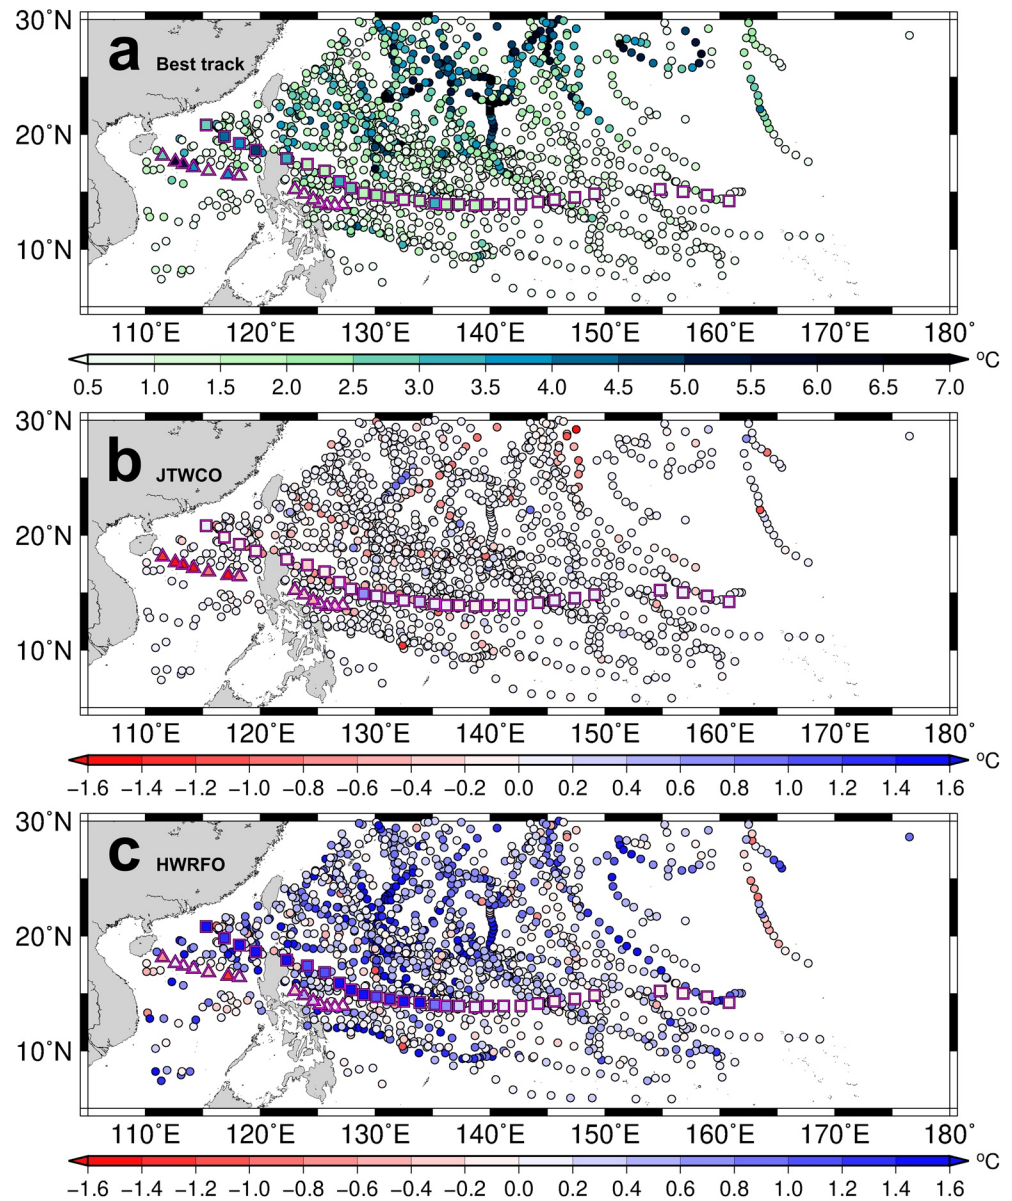 30˚N
a Best track
20˚N
10˚N
110˚E 120˚E 130˚E 140˚E 150˚E 160˚E 170˚E 180˚
ºC
0.5 1.0 1.5 2.0 2.5 3.0 3.5 4.0 4.5 5.0 5.5 6.0 6.5 7.0
30˚N
b JTWCO
20˚N
10˚N
110˚E 120˚E 130˚E 140˚E 150˚E 160˚E 170˚E 180˚
ºC
−1.6 −1.4 −1.2 −1.0 −0.8 −0.6 −0.4 −0.2 0.0 0.2 0.4 0.6 0.8 1.0 1.2 1.4 1.6
30˚N
c HWRFO
20˚N
10˚N
110˚E 120˚E 130˚E 140˚E 150˚E 160˚E 170˚E 180˚
ºC
−1.6 −1.4 −1.2 −1.0 −0.8 −0.6 −0.4 −0.2 0.0 0.2 0.4 0.6 0.8 1.0 1.2 1.4 1.6